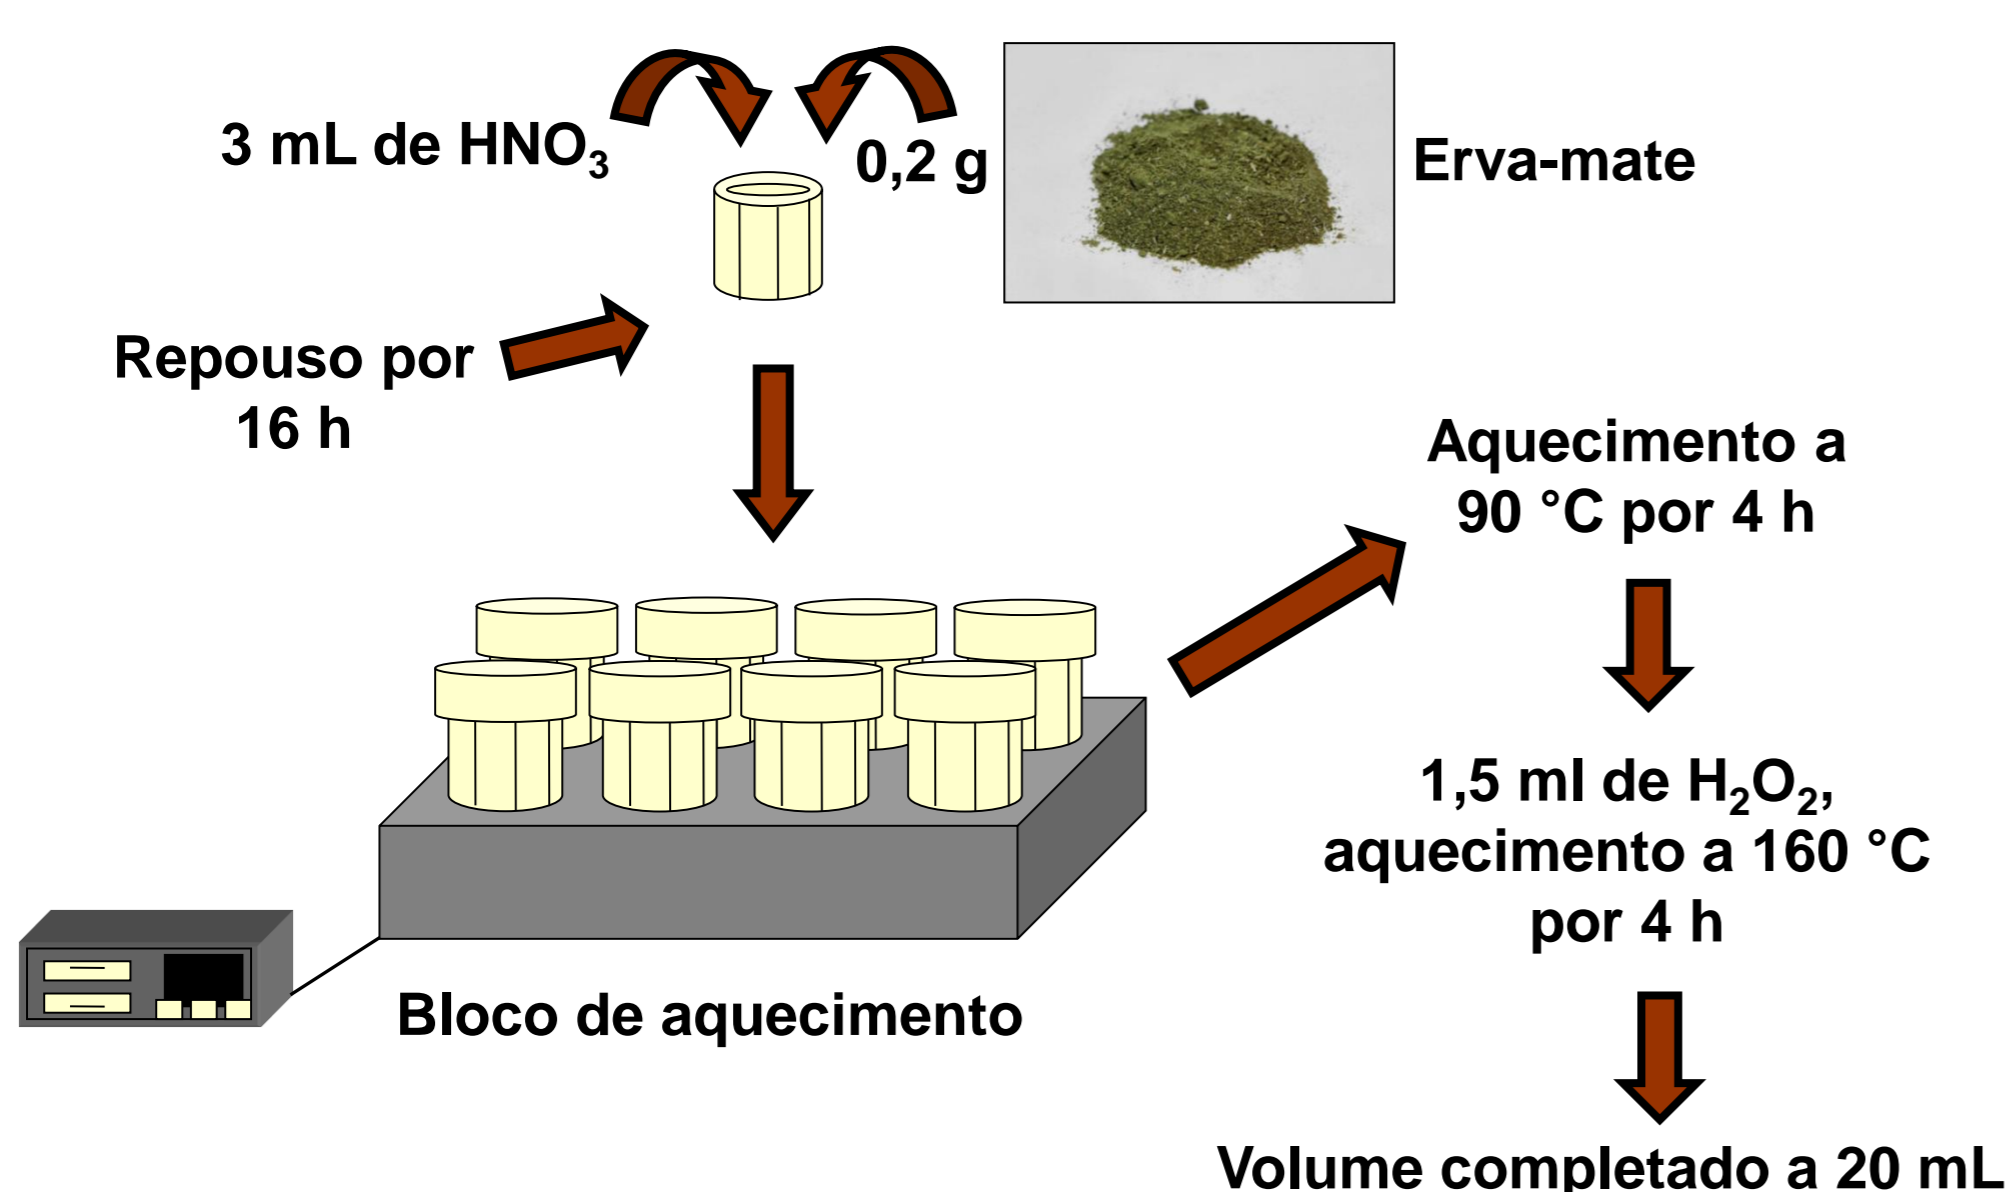 3 mL de HNO₃
0,2 g
Erva-mate
Repouso por
16 h
Aquecimento a
90 °C por 4 h
1,5 ml de H₂O₂,
aquecimento a 160 °C
por 4 h
Bloco de aquecimento
Volume completado a 20 mL